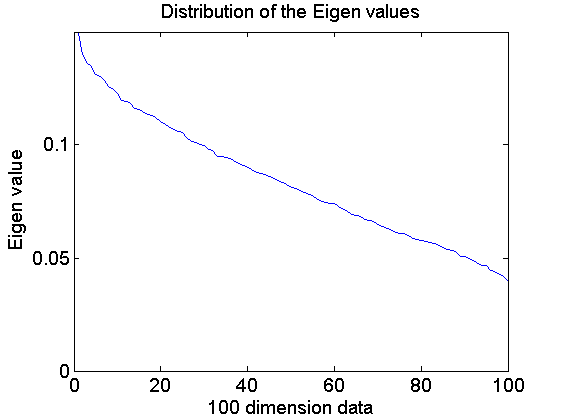 Distribution of the Eigen values
Eigen value
0.1
0.05
0
0 20 40 60 80 100
100 dimension data